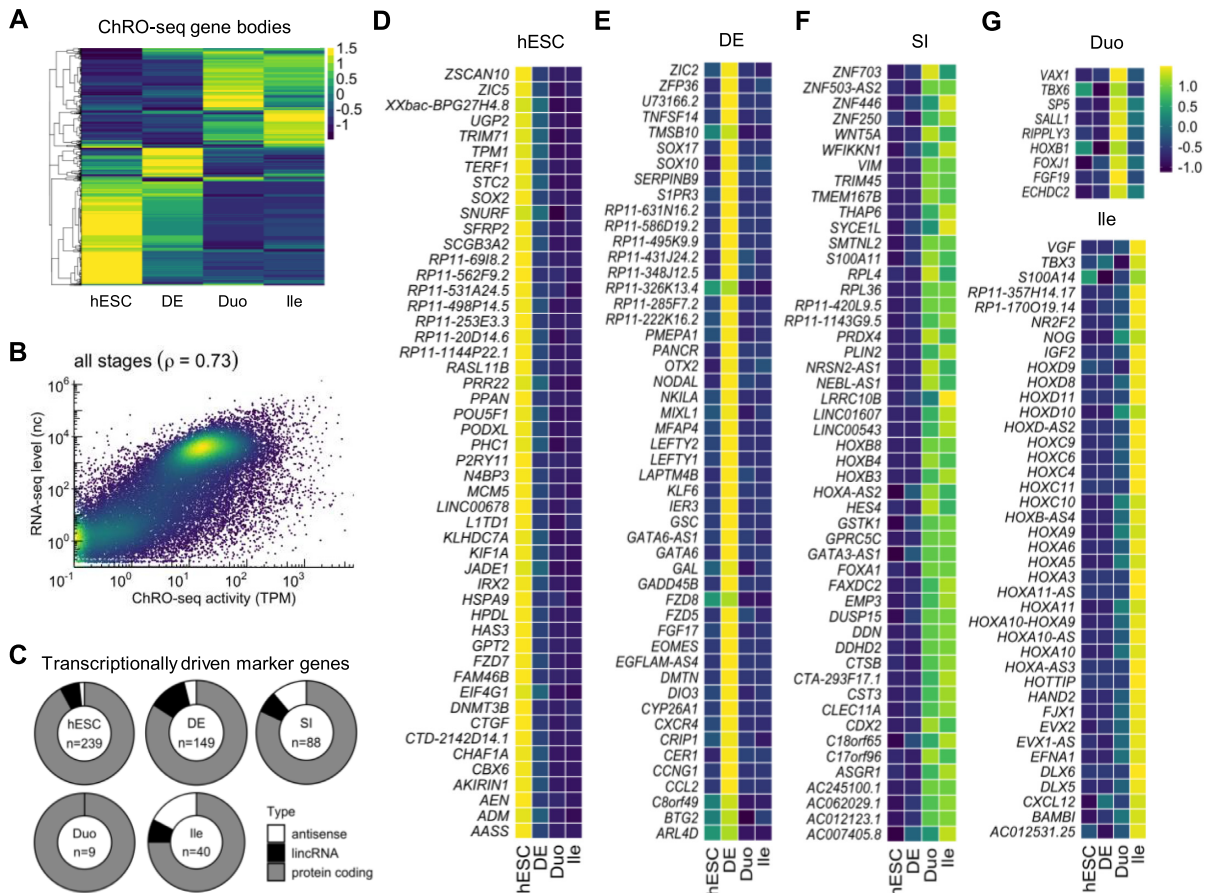 A
ChRO-seq gene bodies
1.5
1
0.5
0
-0.5
-1
hESC DE Duo Ile
B
all stages (ρ = 0.73)
RNA-seq level (nc)
10^6
10^4
10^2
10^0
10^-1 10^0 10^1 10^2 10^3
ChRO-seq activity (TPM)
C
Transcriptionally driven marker genes
hESC
n=239
DE
n=149
SI
n=88
Duo
n=9
Ile
n=40
Type
antisense
lincRNA
protein coding
D
hESC
ZSCAN10
ZIC5
XXbac-BPG27H4.8
UGP2
TRIM71
TPM1
TERF1
STC2
SOX2
SNURF
SFRP2
SCGB3A2
RP11-69I8.2
RP11-562F9.2
RP11-531A24.5
RP11-498P14.5
RP11-253E3.3
RP11-20D14.6
RP11-1144P22.1
RASL11B
PRR22
PPAN
POU5F1
PODXL
PHC1
P2RY11
N4BP3
MCM5
LINC00678
L1TD1
KLHDC7A
KIF1A
JADE1
IRX2
HSPA9
HPDL
HAS3
GPT2
FZD7
FAM46B
EIF4G1
DNMT3B
CTGF
CTD-2142D14.1
CHAF1A
CBX6
AKIRIN1
AEN
ADM
AASS
hESC DE Duo Ile
E
DE
ZIC2
ZFP36
U73166.2
TNFSF14
TMSB10
SOX17
SOX10
SERPINB9
S1PR3
RP11-631N16.2
RP11-586D19.2
RP11-495K9.9
RP11-431J24.2
RP11-348J12.5
RP11-326K13.4
RP11-285F7.2
RP11-222K16.2
PMEPA1
PANCR
OTX2
NODAL
NKILA
MIXL1
MFAP4
LEFTY2
LEFTY1
LAPTM4B
KLF6
IER3
GSC
GATA6-AS1
GATA6
GAL
GADD45B
FZD8
FZD5
FGF17
EOMES
EGFLAM-AS4
DMTN
DIO3
CYP26A1
CXCR4
CRIP1
CER1
CCNG1
CCL2
C8orf49
BTG2
ARL4D
hESC DE Duo Ile
F
SI
ZNF703
ZNF503-AS2
ZNF446
ZNF250
WNT5A
WFIKKN1
VIM
TRIM45
TMEM167B
THAP6
SYCE1L
SMTNL2
S100A11
RPL4
RPL36
RP11-420L9.5
RP11-1143G9.5
PRDX4
PLIN2
NRSN2-AS1
NEBL-AS1
LRRC10B
LINC01607
LINC00543
HOXB8
HOXB4
HOXB3
HOXA-AS2
HES4
GSTK1
GPRC5C
GATA3-AS1
FOXA1
FAXDC2
EMP3
DUSP15
DDN
DDHD2
CTSB
CTA-293F17.1
CST3
CLEC11A
CDX2
C18orf65
C17orf96
ASGR1
AC245100.1
AC062029.1
AC012123.1
AC007405.8
hESC DE Duo Ile
G
Duo
VAX1
TBX6
SP5
SALL1
RIPPLY3
HOXB1
FOXJ1
FGF19
ECHDC2
1.0
0.5
0.0
-0.5
-1.0
Ile
VGF
TBX3
S100A14
RP11-357H14.17
RP1-170O19.14
NR2F2
NOG
IGF2
HOXD9
HOXD8
HOXD11
HOXD10
HOXD-AS2
HOXC9
HOXC6
HOXC4
HOXC11
HOXC10
HOXB-AS4
HOXA9
HOXA6
HOXA5
HOXA3
HOXA11-AS
HOXA11
HOXA10-HOXA9
HOXA10-AS
HOXA10
HOXA-AS3
HOTTIP
HAND2
FJX1
EVX2
EVX1-AS
EFNA1
DLX6
DLX5
CXCL12
BAMBI
AC012531.25
hESC DE Duo Ile